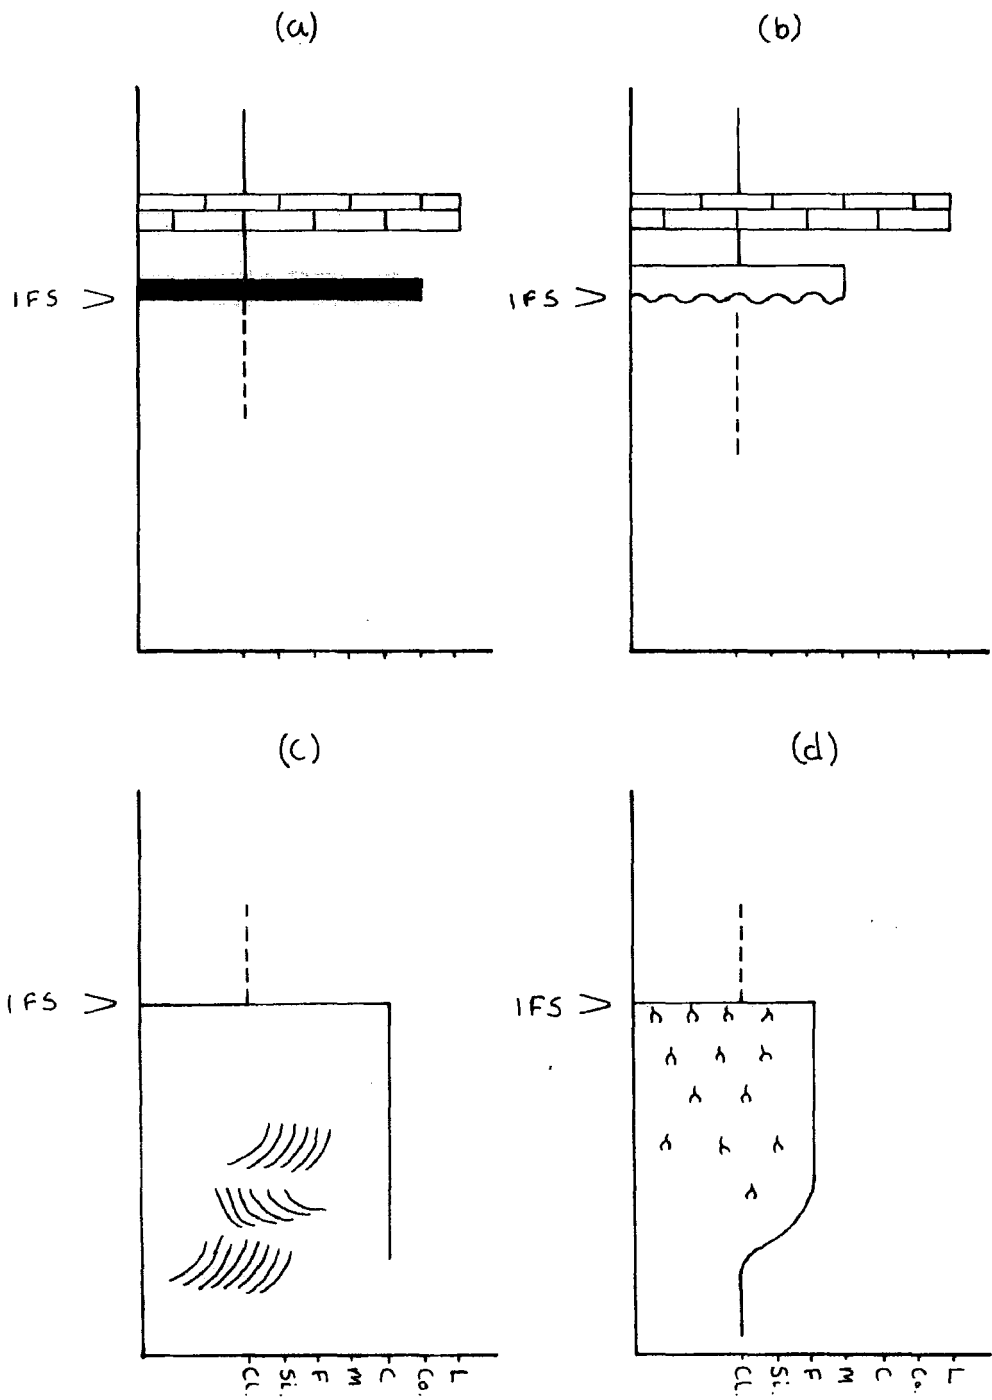 (a) (b)
IFS > IFS >
(c) (d)
IFS > IFS >
Cl. Si. F M C Co. L Cl. Si. F M C Co. L